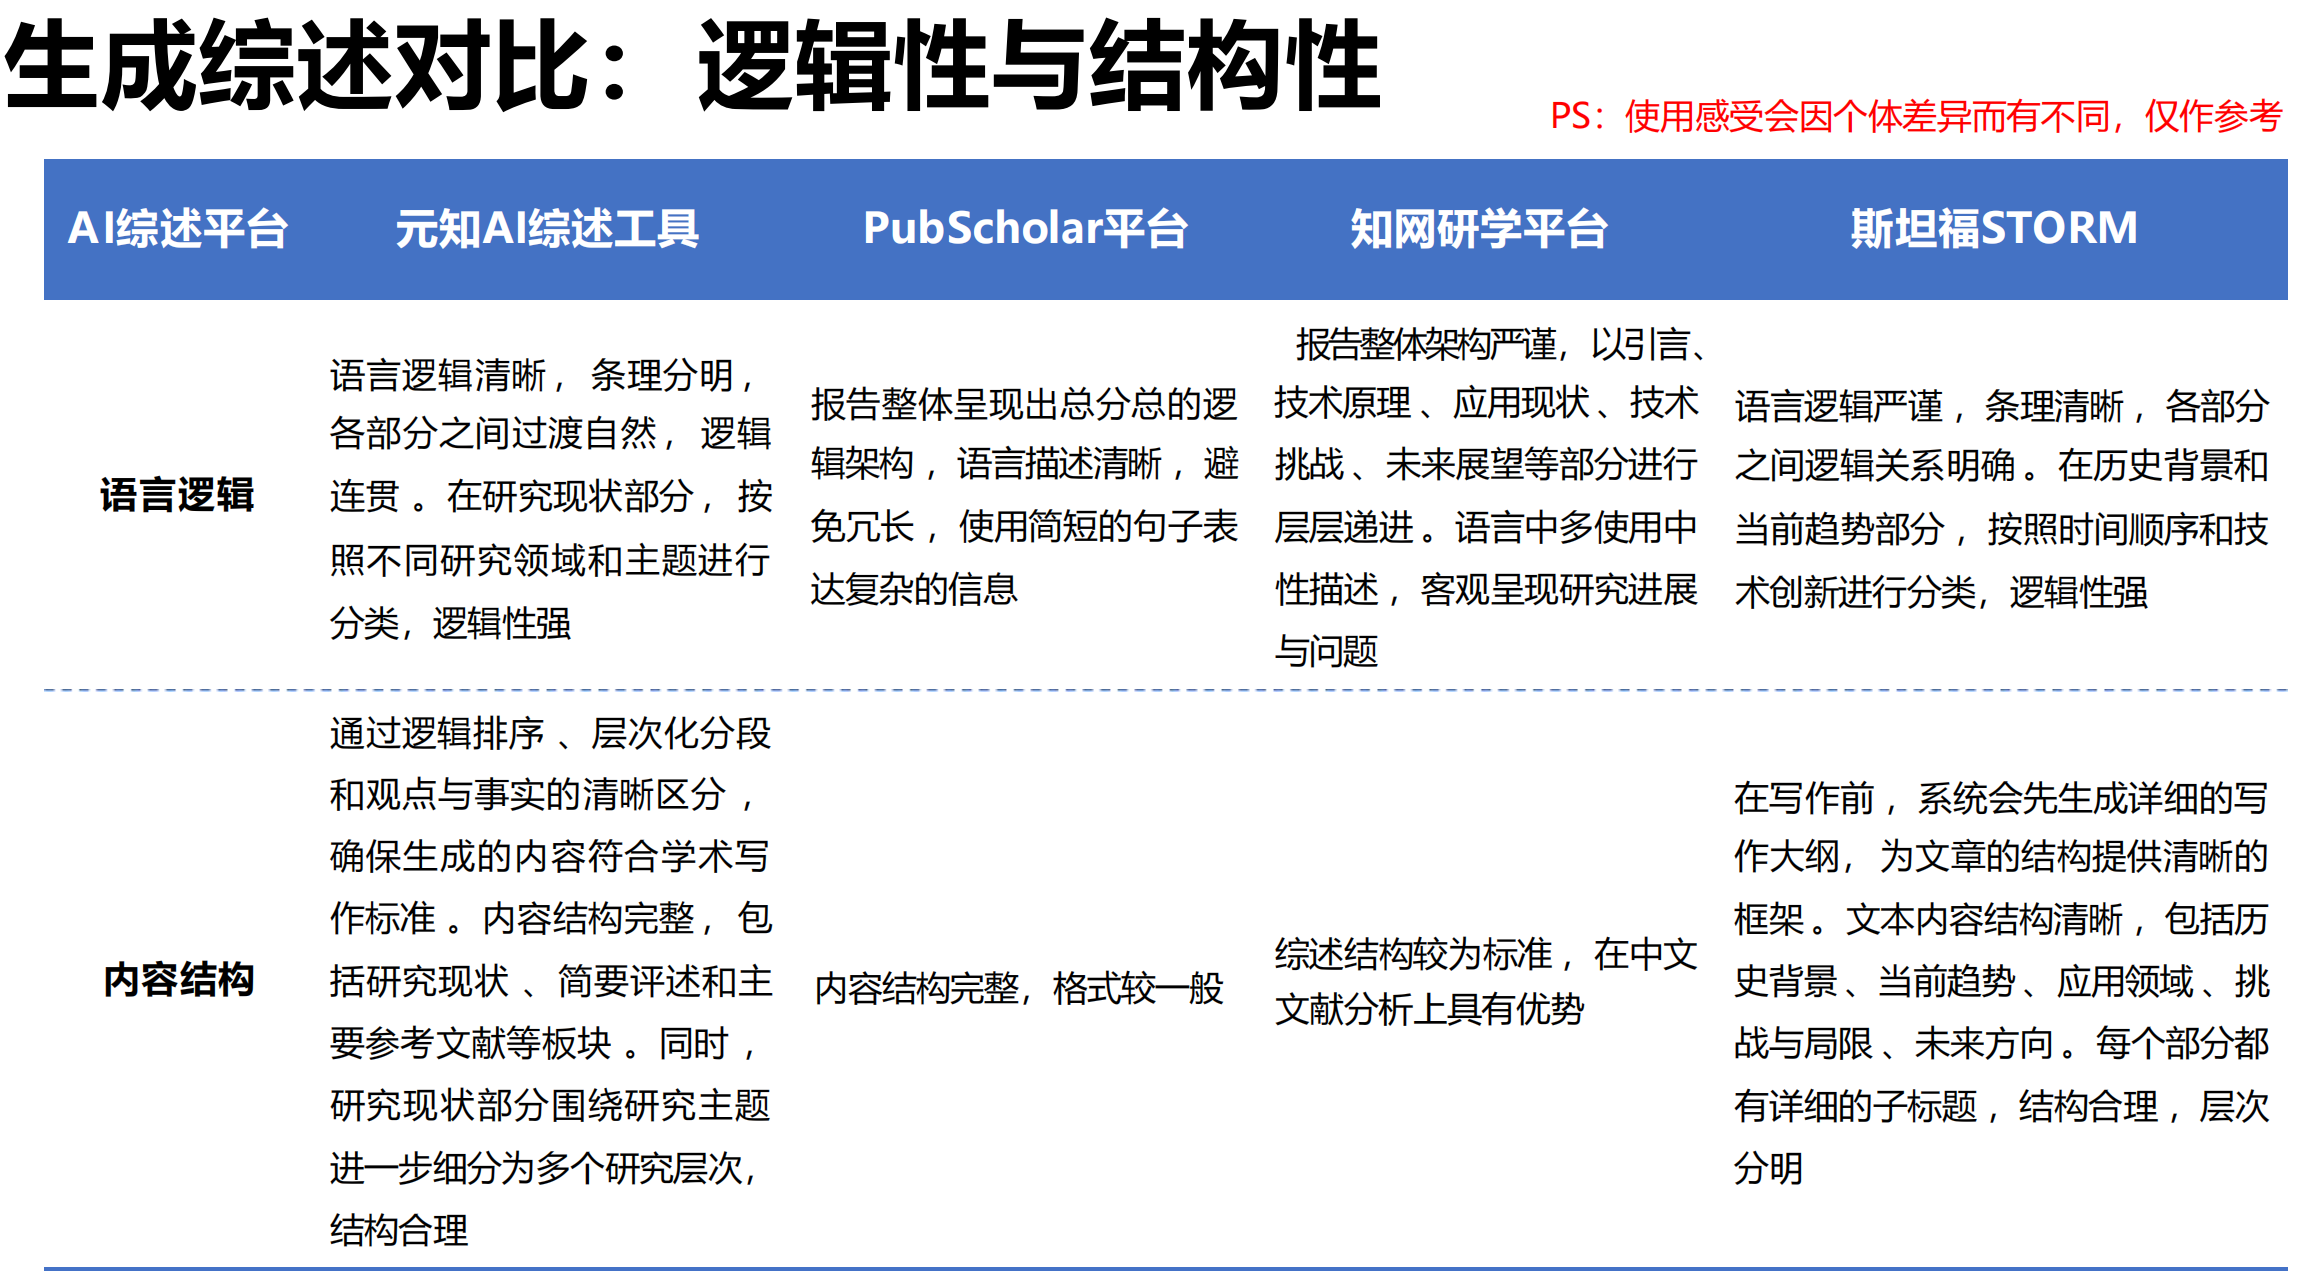 生成综述对比：逻辑性与结构性
PS：使用感受会因个体差异而有不同，仅作参考
AI综述平台
元知AI综述工具
PubScholar平台
知网研学平台
斯坦福STORM
语言逻辑
语言逻辑清晰，条理分明，
各部分之间过渡自然，逻辑
连贯。在研究现状部分，按
照不同研究领域和主题进行
分类，逻辑性强
报告整体呈现出总分总的逻
辑架构，语言描述清晰，避
免冗长，使用简短的句子表
达复杂的信息
报告整体架构严谨，以引言、
技术原理、应用现状、技术
挑战、未来展望等部分进行
层层递进。语言中多使用中
性描述，客观呈现研究进展
与问题
语言逻辑严谨，条理清晰，各部分
之间逻辑关系明确。在历史背景和
当前趋势部分，按照时间顺序和技
术创新进行分类，逻辑性强
内容结构
通过逻辑排序、层次化分段
和观点与事实的清晰区分，
确保生成的内容符合学术写
作标准。内容结构完整，包
括研究现状、简要评述和主
要参考文献等板块。同时，
研究现状部分围绕研究主题
进一步细分为多个研究层次，
结构合理
内容结构完整，格式较一般
综述结构较为标准，在中文
文献分析上具有优势
在写作前，系统会先生成详细的写
作大纲，为文章的结构提供清晰的
框架。文本内容结构清晰，包括历
史背景、当前趋势、应用领域、挑
战与局限、未来方向。每个部分都
有详细的子标题，结构合理，层次
分明